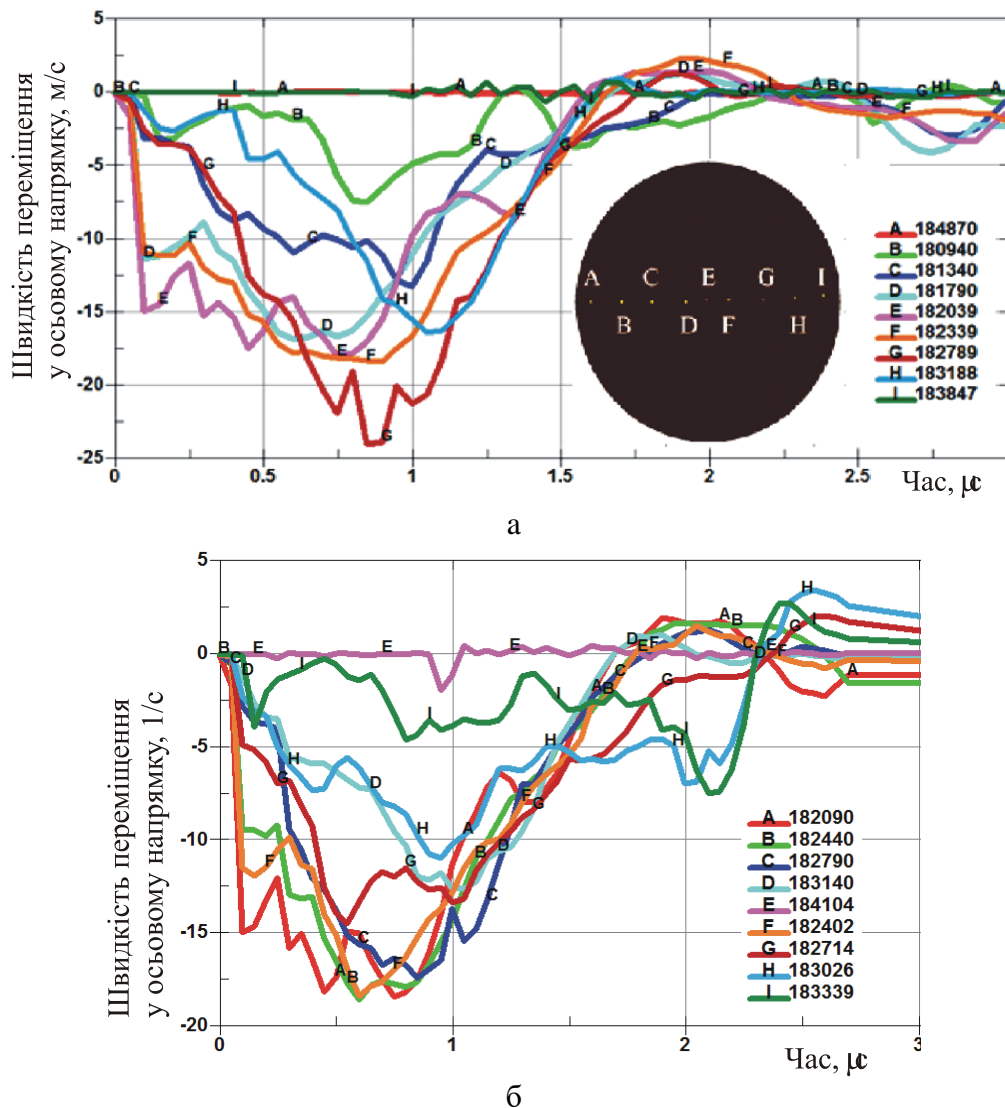 Швидкість переміщення
у осьовому напрямку, м/с
5
0
-5
-10
-15
-20
-25
0
0.5
1
1.5
2
2.5
Час, μс
A C E G I
B D F H
A 184870
B 180940
C 181340
D 181790
E 182039
F 182339
G 182789
H 183188
I 183847
а
Швидкість переміщення
у осьовому напрямку, 1/с
5
0
-5
-10
-15
-20
0
1
2
3
Час, μс
A 182090
B 182440
C 182790
D 183140
E 184104
F 182402
G 182714
H 183026
I 183339
б